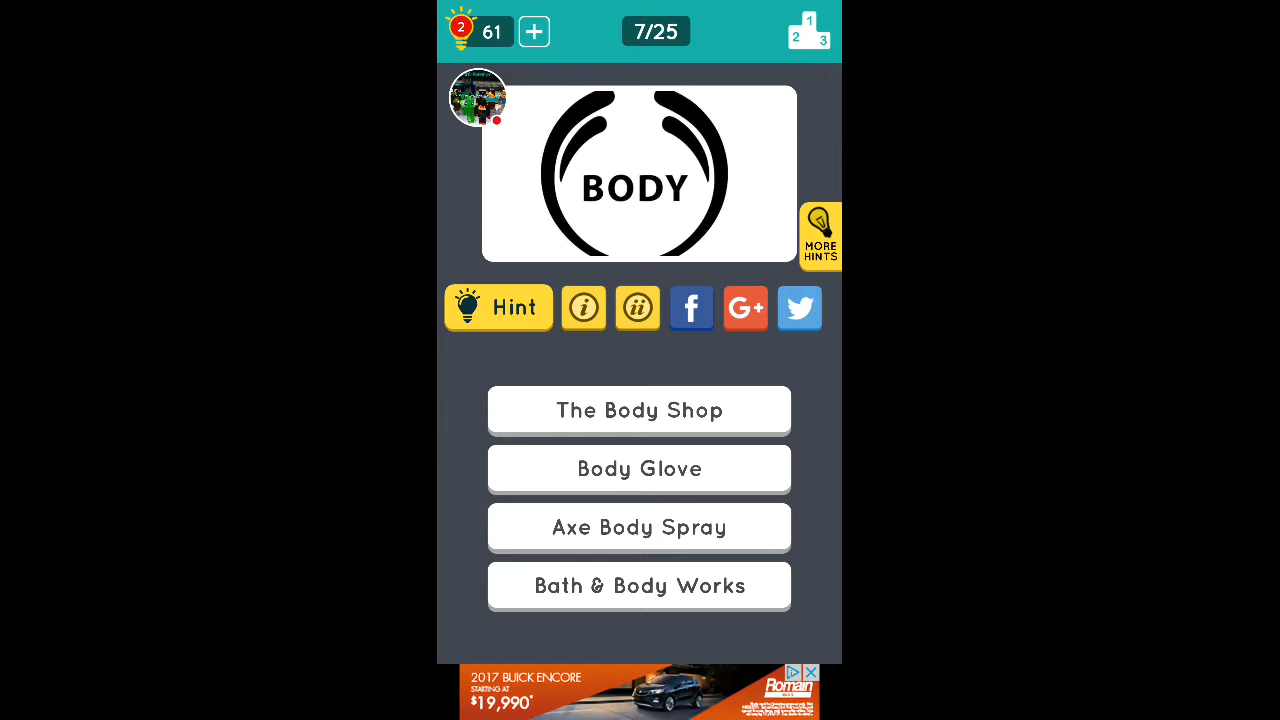 2 61 + 7/25 1 2 3
BODY
MORE
HINTS
Hint i ii f G+
The Body Shop
Body Glove
Axe Body Spray
Bath & Body Works
2017 BUICK ENCORE
STARTING AT
$19,990*
Romain